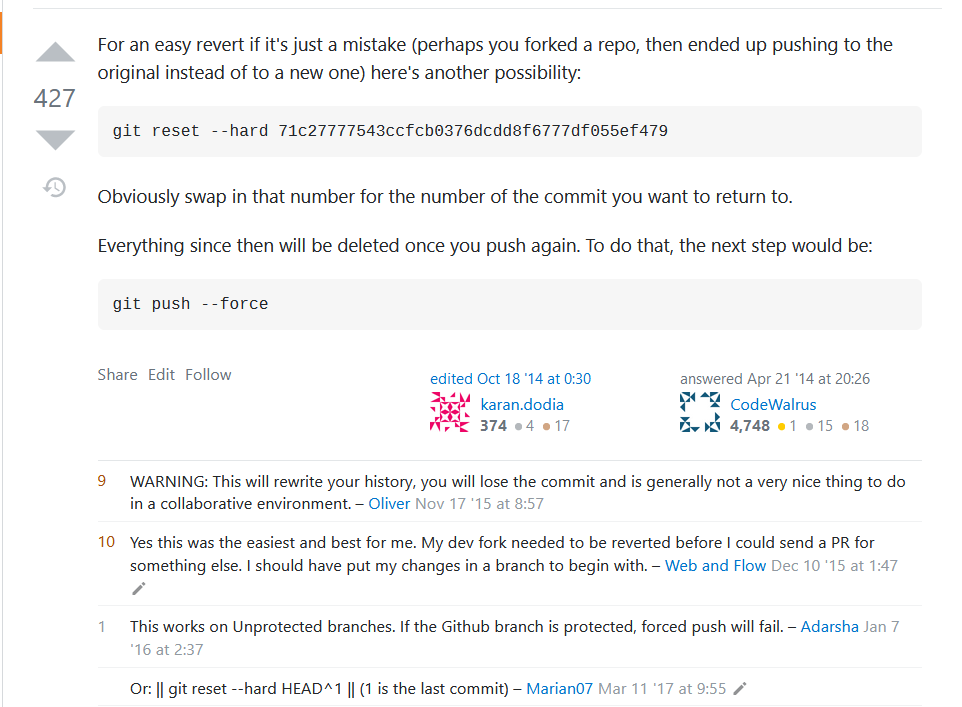 For an easy revert if it's just a mistake (perhaps you forked a repo, then ended up pushing to the
original instead of to a new one) here's another possibility:
427
git reset --hard 71c27777543ccfcb0376dcdd8f6777df055ef479
Obviously swap in that number for the number of the commit you want to return to.
Everything since then will be deleted once you push again. To do that, the next step would be:
git push --force
Share Edit Follow
edited Oct 18 '14 at 0:30
karan.dodia
374 4 17
answered Apr 21 '14 at 20:26
CodeWalrus
4,748 1 15 18
9 WARNING: This will rewrite your history, you will lose the commit and is generally not a very nice thing to do
in a collaborative environment. – Oliver Nov 17 '15 at 8:57
10 Yes this was the easiest and best for me. My dev fork needed to be reverted before I could send a PR for
something else. I should have put my changes in a branch to begin with. – Web and Flow Dec 10 '15 at 1:47
1 This works on Unprotected branches. If the Github branch is protected, forced push will fail. – Adarsha Jan 7
'16 at 2:37
Or: || git reset --hard HEAD^1 || (1 is the last commit) – Marian07 Mar 11 '17 at 9:55